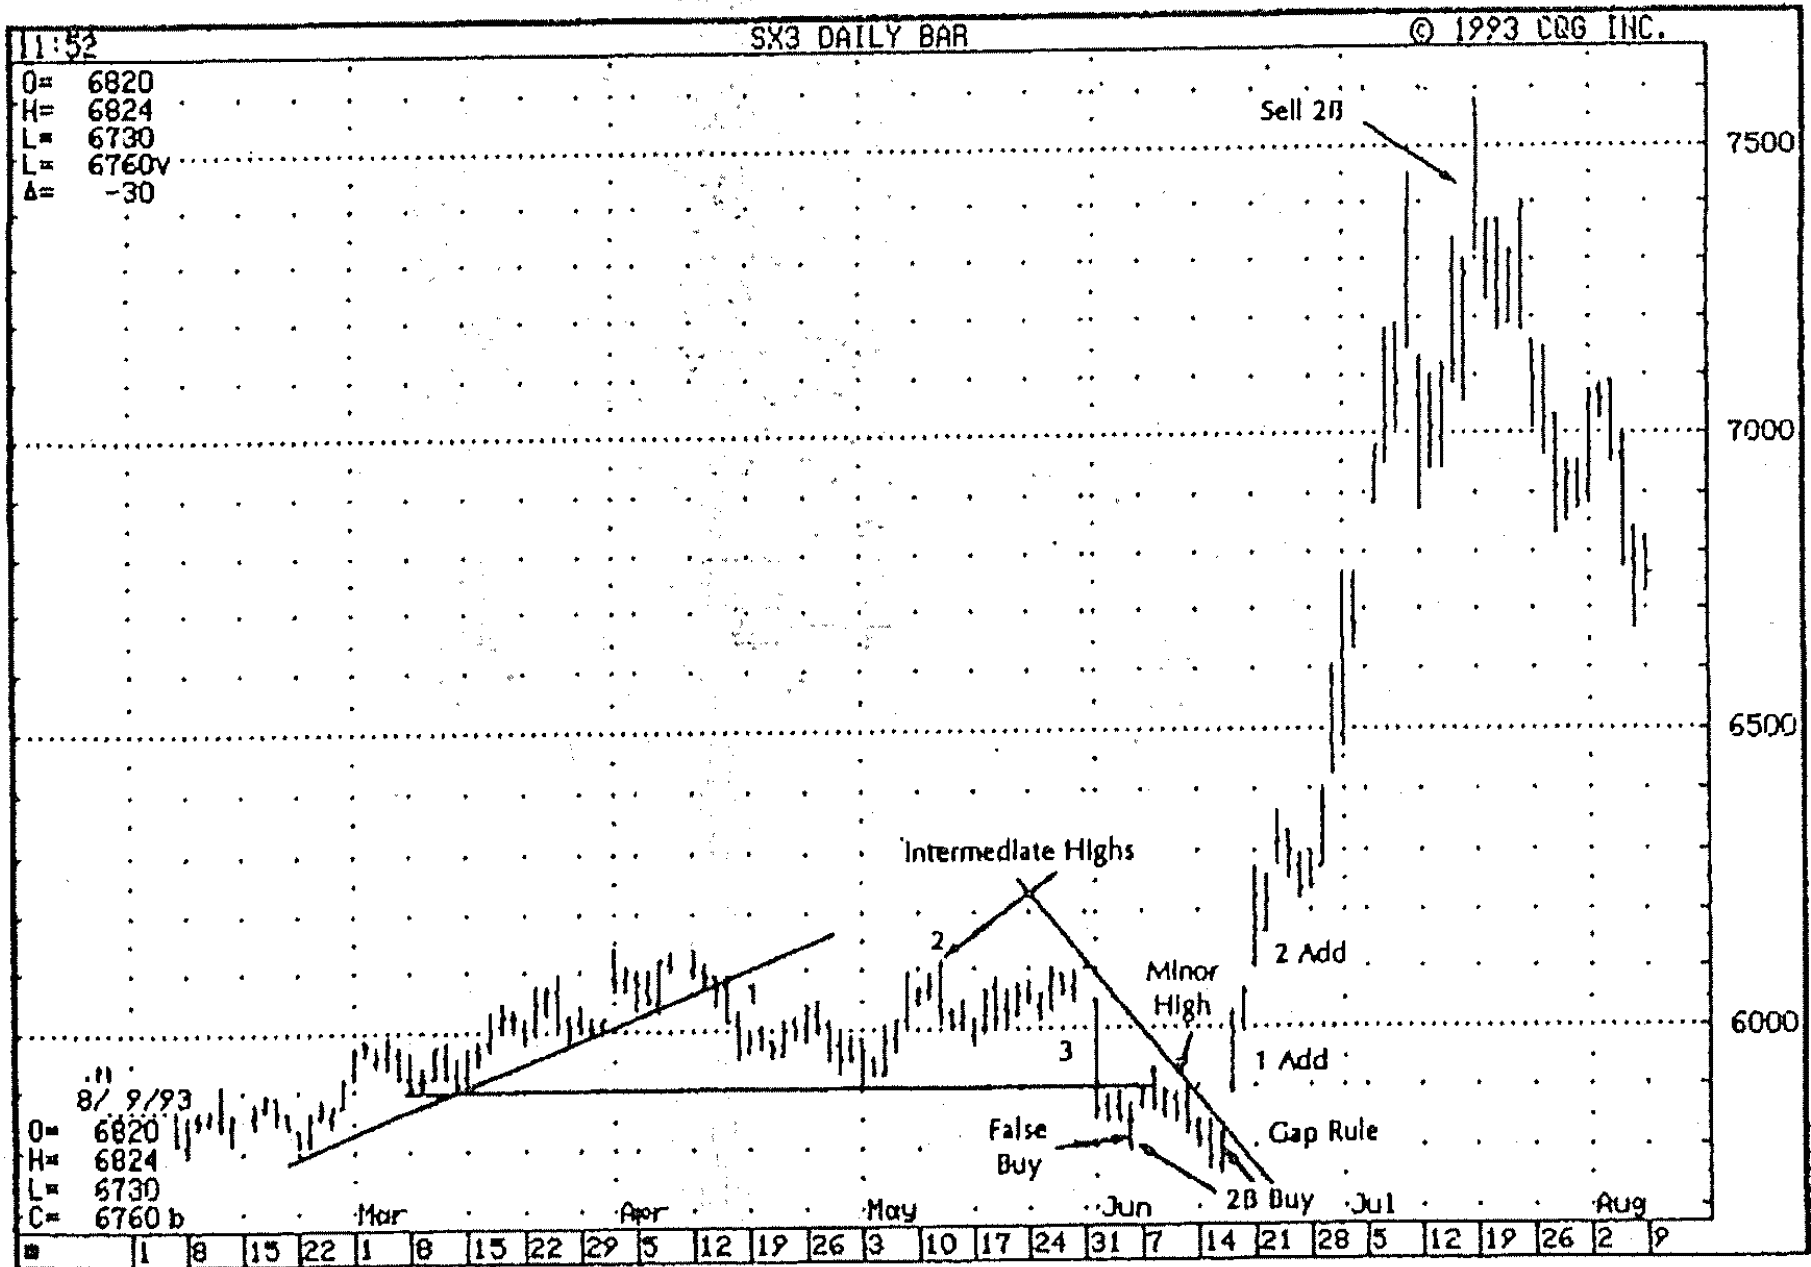 11:52
SX3 DAILY BAR
© 1993 CQG INC.
O= 6820
H= 6824
L= 6730
L= 6760v
Δ= -30
Sell 2B
7500
7000
6500
Intermediate Highs
2
1
2 Add
Minor
High
6000
3
1 Add
8/ 9/93
O= 6820
H= 6824
L= 6730
C= 6760 b
False
Buy
Gap Rule
2B Buy
Mar Apr May Jun Jul Aug
1 8 15 22 1 8 15 22 29 5 12 19 26 3 10 17 24 31 7 14 21 28 5 12 19 26 2 9